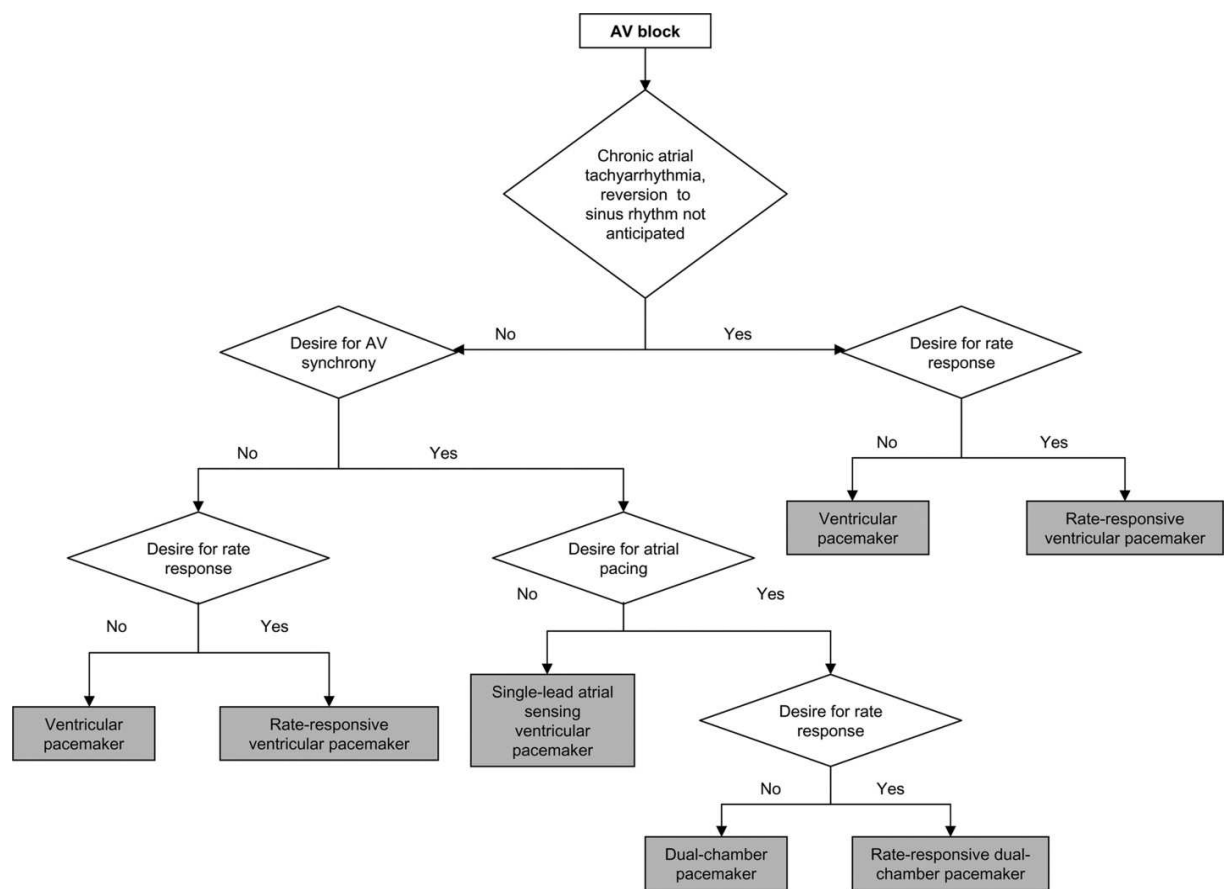 AV block
Chronic atrial
tachyarrhythmia,
reversion to
sinus rhythm not
anticipated
No
Yes
Desire for AV
synchrony
Desire for rate
response
No
Yes
No
Yes
Ventricular
pacemaker
Rate-responsive
ventricular pacemaker
Desire for rate
response
Desire for atrial
pacing
No
Yes
No
Yes
Ventricular
pacemaker
Rate-responsive
ventricular pacemaker
Single-lead atrial
sensing
ventricular
pacemaker
Desire for rate
response
No
Yes
Dual-chamber
pacemaker
Rate-responsive dual-
chamber pacemaker